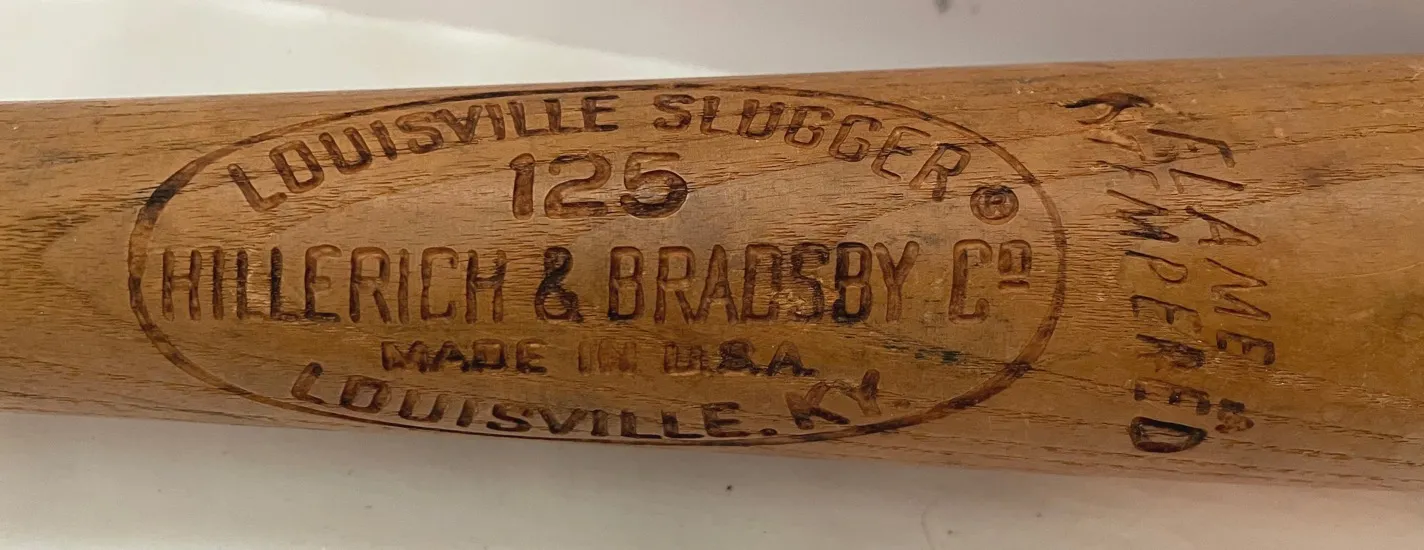 LOUISVILLE SLUGGER®
125
HILLERICH & BRADSBY Cᴼ
MADE IN U.S.A.
LOUISVILLE. KY.
FLAME
TEMPERED